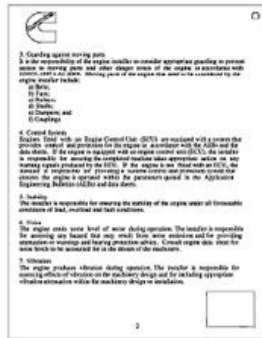 3. Guarding against moving parts
It is the responsibility of the engine installer to consider appropriate guarding to prevent
access to moving parts and other danger zones of the engine in accordance with
Moving parts of the engine that need to be considered by the
engine installer include:
a) Belts;
b) Fans;
c) Pulleys;
d) Shafts;
e) Dampers; and
f) Couplings
4. Control System
Engines fitted with an Engine Control Unit (ECU) are equipped with a system that
provides control and protection for the engine in accordance with the AEBs and the
data sheets. If the engine is equipped with an engine control unit (ECU), the installer
is responsible for ensuring the completed machine takes appropriate action on any
warning signals produced by the ECU. If the engine is not fitted with an ECU, the
installer is responsible for providing a suitable control and protection system that
ensures the engine is operated within the parameters quoted in the Application
Engineering Bulletins (AEBs) and data sheets.
5. Stability
The installer is responsible for ensuring the stability of the engine under all foreseeable
conditions of load, overload and fault conditions.
6. Noise
The engine emits some level of noise during operation. The installer is responsible
for assessing any hazard that may result from noise emission and for providing
attenuation or warnings and hearing protection advice. Consult engine data sheet for
noise levels to be accounted for in the design of the machinery.
7. Vibration
The engine produces vibration during operation. The installer is responsible for
assessing effects of vibration on the machinery design and for including appropriate
vibration attenuation within the machinery design or installation.
2